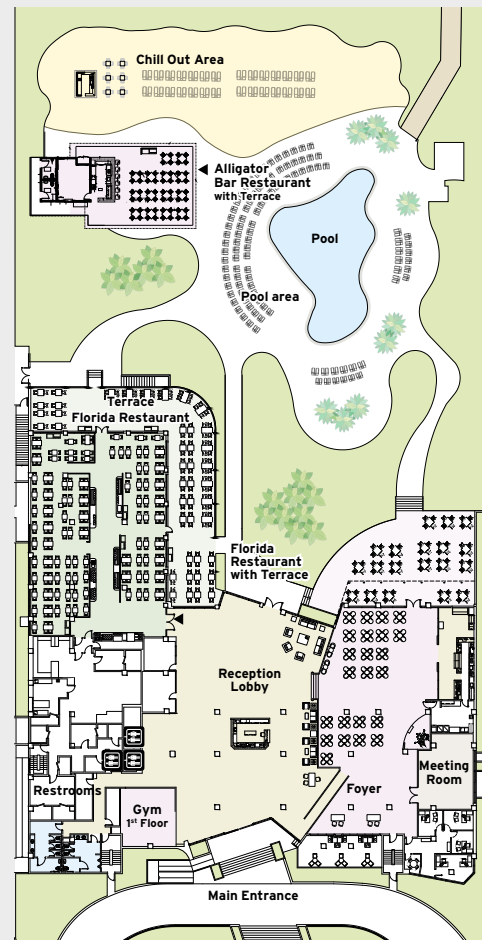 Chill Out Area
Alligator
Bar Restaurant
with Terrace
Pool
Pool area
Terrace
Florida Restaurant
Florida
Restaurant
with Terrace
Reception
Lobby
Meeting
Room
Restrooms
Foyer
Gym
1st Floor
Main Entrance